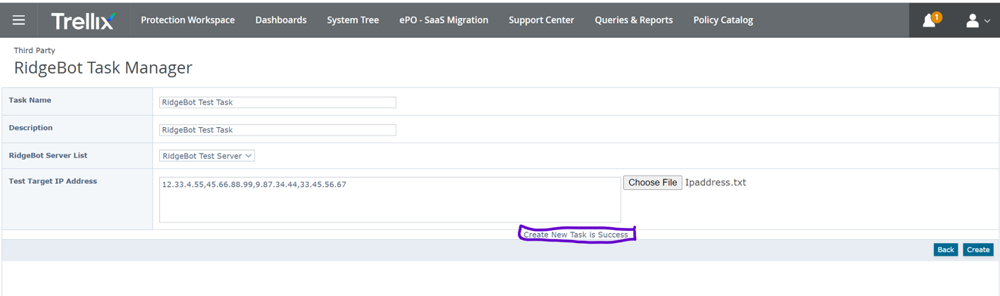 Trellix Protection Workspace Dashboards System Tree ePO - SaaS Migration Support Center Queries & Reports Policy Catalog 1
Third Party
RidgeBot Task Manager
Task Name RidgeBot Test Task
Description RidgeBot Test Task
RidgeBot Server List RidgeBot Test Server
Test Target IP Address 12.33.4.55,45.66.88.99,9.87.34.44,33.45.56.67 Choose File Ipaddress.txt
Create New Task is Success
Back Create